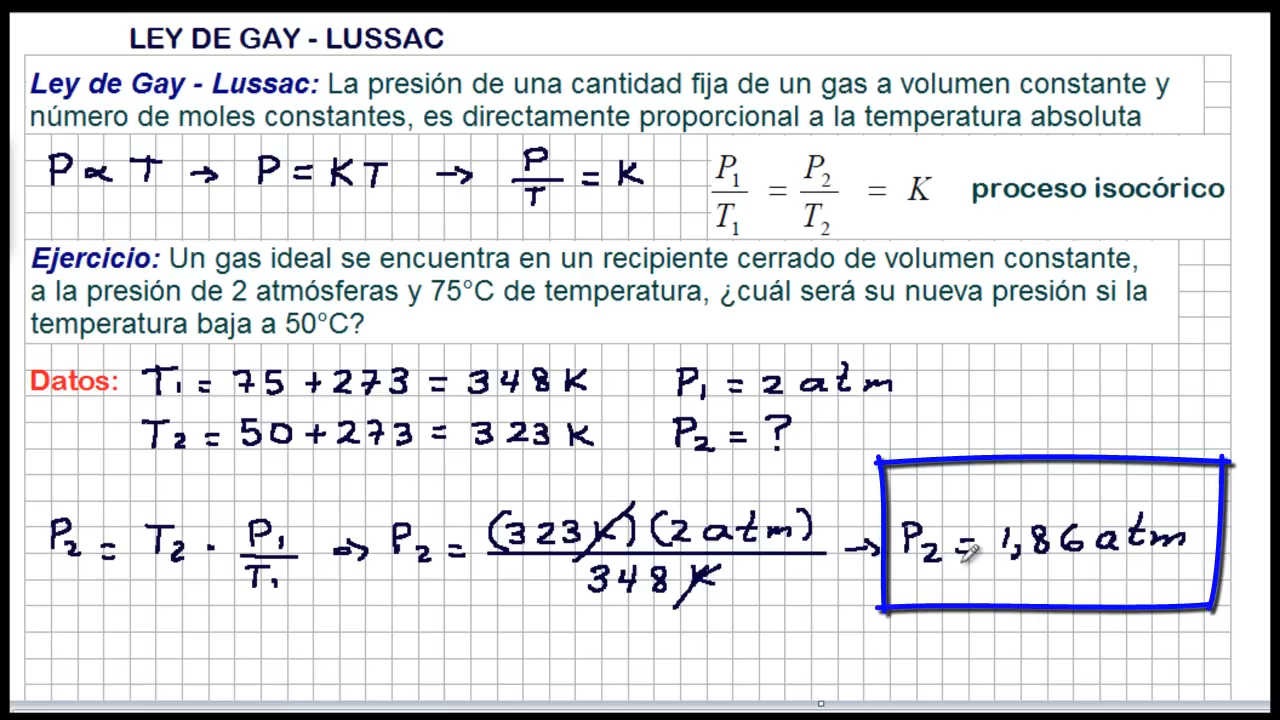 LEY DE GAY - LUSSAC
Ley de Gay - Lussac: La presión de una cantidad fija de un gas a volumen constante y
número de moles constantes, es directamente proporcional a la temperatura absoluta
P ∝ T → P = KT → P/T = K P₁/T₁ = P₂/T₂ = K proceso isocórico
Ejercicio: Un gas ideal se encuentra en un recipiente cerrado de volumen constante,
a la presión de 2 atmósferas y 75°C de temperatura, ¿cuál será su nueva presión si la
temperatura baja a 50°C?
Datos: T₁ = 75 + 273 = 348 K P₁ = 2 atm
T₂ = 50 + 273 = 323 K P₂ = ?
P₂ = T₂ · P₁/T₁ ⇒ P₂ = (323 K)(2 atm)/348 K → P₂ = 1,86 atm